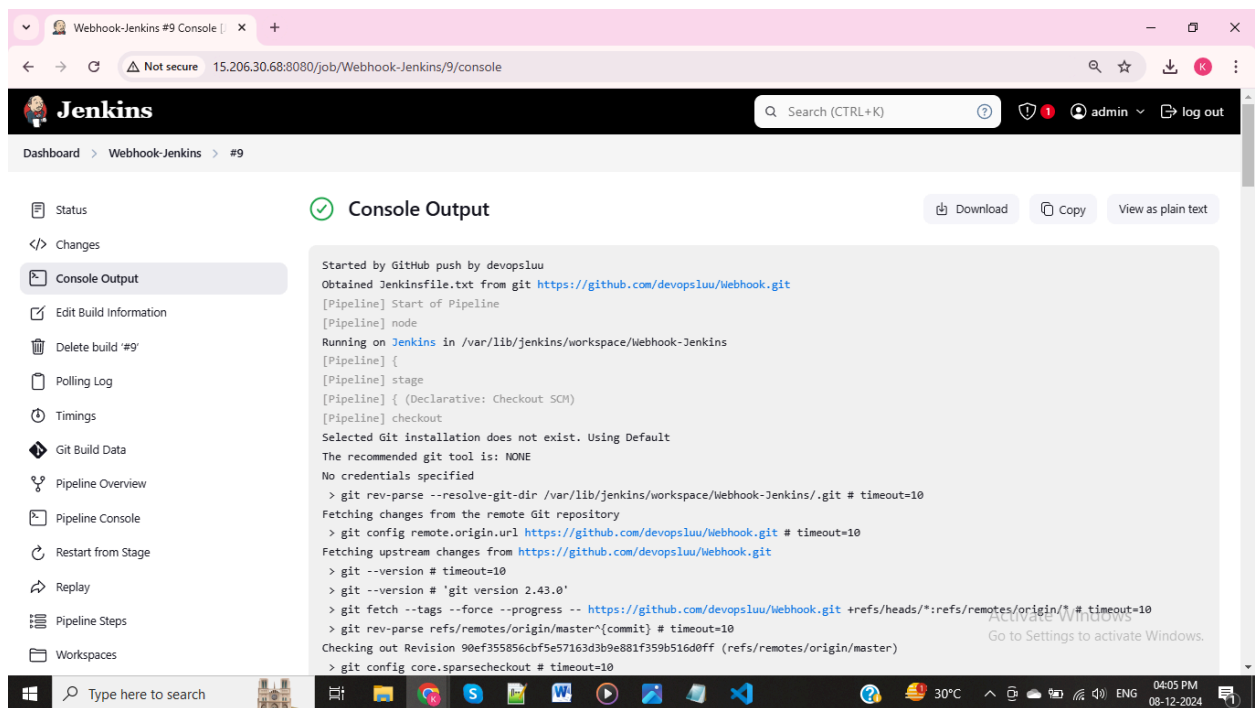 Webhook-Jenkins #9 Console [
Not secure 15.206.30.68:8080/job/Webhook-Jenkins/9/console
K
Jenkins
Search (CTRL+K)
1
admin
log out
Dashboard > Webhook-Jenkins > #9
Status
Changes
Console Output
Edit Build Information
Delete build ‘#9’
Polling Log
Timings
Git Build Data
Pipeline Overview
Pipeline Console
Restart from Stage
Replay
Pipeline Steps
Workspaces
Console Output
Download
Copy
View as plain text
Started by GitHub push by devopsluu
Obtained Jenkinsfile.txt from git https://github.com/devopsluu/Webhook.git
[Pipeline] Start of Pipeline
[Pipeline] node
Running on Jenkins in /var/lib/jenkins/workspace/Webhook-Jenkins
[Pipeline] {
[Pipeline] stage
[Pipeline] { (Declarative: Checkout SCM)
[Pipeline] checkout
Selected Git installation does not exist. Using Default
The recommended git tool is: NONE
No credentials specified
> git rev-parse --resolve-git-dir /var/lib/jenkins/workspace/Webhook-Jenkins/.git # timeout=10
Fetching changes from the remote Git repository
> git config remote.origin.url https://github.com/devopsluu/Webhook.git # timeout=10
Fetching upstream changes from https://github.com/devopsluu/Webhook.git
> git --version # timeout=10
> git --version # 'git version 2.43.0'
> git fetch --tags --force --progress -- https://github.com/devopsluu/Webhook.git +refs/heads/*:refs/remotes/origin/* # timeout=10
> git rev-parse refs/remotes/origin/master^{commit} # timeout=10
Checking out Revision 90ef355856cbf5e57163d3b9e881f359b516d0ff (refs/remotes/origin/master)
> git config core.sparsecheckout # timeout=10
Activate Windows
Go to Settings to activate Windows.
Type here to search
30°C
ENG
04:05 PM
08-12-2024